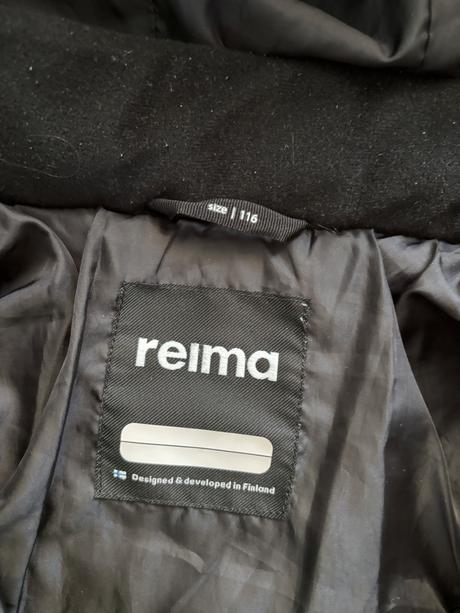 size | 116
reima
Designed & developed in Finland